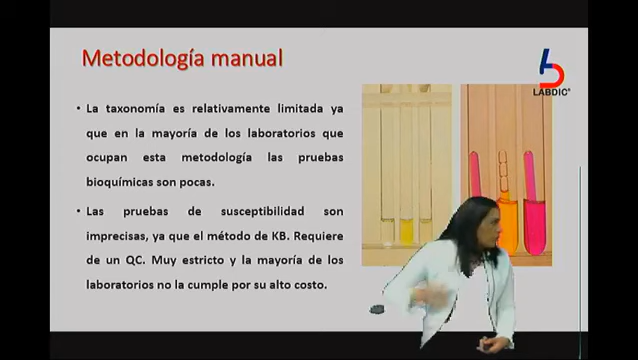 Metodología manual
LABDIC
• La taxonomía es relativamente limitada ya
que en la mayoría de los laboratorios que
ocupan esta metodología las pruebas
bioquímicas son pocas.
• Las pruebas de susceptibilidad son
imprecisas, ya que el método de KB. Requiere
de un QC. Muy estricto y la mayoría de los
laboratorios no la cumple por su alto costo.